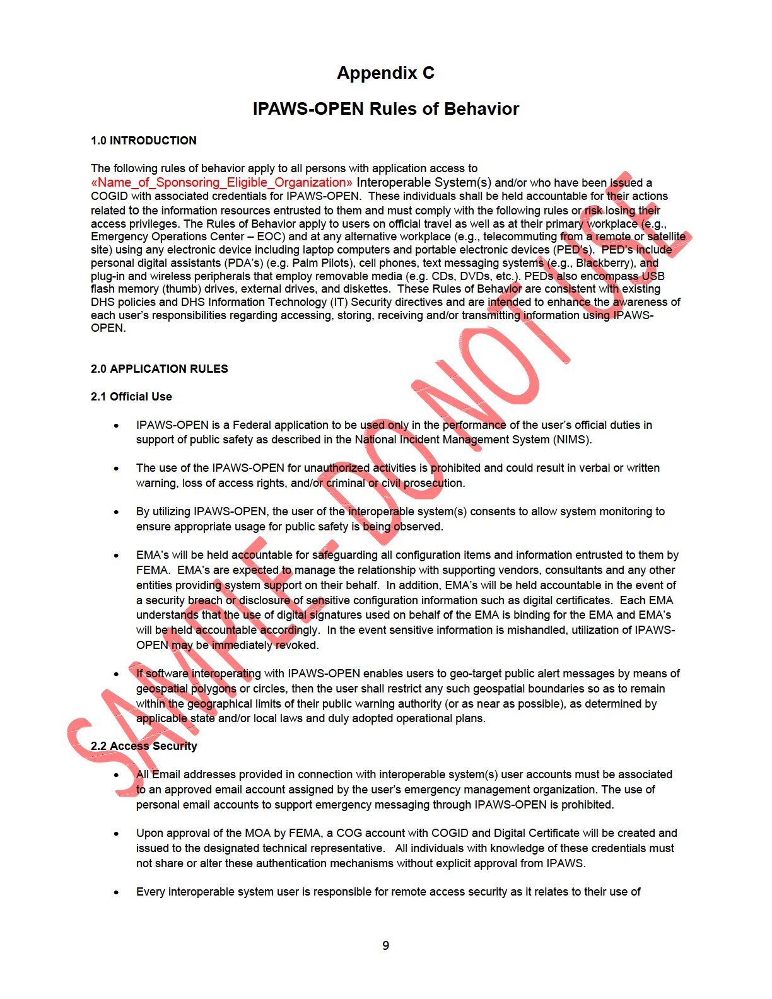 Appendix C
IPAWS-OPEN Rules of Behavior
1.0 INTRODUCTION
The following rules of behavior apply to all persons with application access to
«Name_of_Sponsoring_Eligible_Organization» Interoperable System(s) and/or who have been issued a
COGID with associated credentials for IPAWS-OPEN.  These individuals shall be held accountable for their actions
related to the information resources entrusted to them and must comply with the following rules or risk losing their
access privileges. The Rules of Behavior apply to users on official travel as well as at their primary workplace (e.g.,
Emergency Operations Center – EOC) and at any alternative workplace (e.g., telecommuting from a remote or satellite
site) using any electronic device including laptop computers and portable electronic devices (PED's).  PED's include
personal digital assistants (PDA's) (e.g. Palm Pilots), cell phones, text messaging systems (e.g., Blackberry), and
plug-in and wireless peripherals that employ removable media (e.g. CDs, DVDs, etc.). PEDs also encompass USB
flash memory (thumb) drives, external drives, and diskettes.  These Rules of Behavior are consistent with existing
DHS policies and DHS Information Technology (IT) Security directives and are intended to enhance the awareness of
each user's responsibilities regarding accessing, storing, receiving and/or transmitting information using IPAWS-
OPEN.
2.0 APPLICATION RULES
2.1 Official Use
• IPAWS-OPEN is a Federal application to be used only in the performance of the user's official duties in
support of public safety as described in the National Incident Management System (NIMS).
• The use of the IPAWS-OPEN for unauthorized activities is prohibited and could result in verbal or written
warning, loss of access rights, and/or criminal or civil prosecution.
• By utilizing IPAWS-OPEN, the user of the interoperable system(s) consents to allow system monitoring to
ensure appropriate usage for public safety is being observed.
• EMA's will be held accountable for safeguarding all configuration items and information entrusted to them by
FEMA.  EMA's are expected to manage the relationship with supporting vendors, consultants and any other
entities providing system support on their behalf.  In addition, EMA's will be held accountable in the event of
a security breach or disclosure of sensitive configuration information such as digital certificates.  Each EMA
understands that the use of digital signatures used on behalf of the EMA is binding for the EMA and EMA's
will be held accountable accordingly.  In the event sensitive information is mishandled, utilization of IPAWS-
OPEN may be immediately revoked.
• If software interoperating with IPAWS-OPEN enables users to geo-target public alert messages by means of
geospatial polygons or circles, then the user shall restrict any such geospatial boundaries so as to remain
within the geographical limits of their public warning authority (or as near as possible), as determined by
applicable state and/or local laws and duly adopted operational plans.
2.2 Access Security
• All Email addresses provided in connection with interoperable system(s) user accounts must be associated
to an approved email account assigned by the user's emergency management organization. The use of
personal email accounts to support emergency messaging through IPAWS-OPEN is prohibited.
• Upon approval of the MOA by FEMA, a COG account with COGID and Digital Certificate will be created and
issued to the designated technical representative.   All individuals with knowledge of these credentials must
not share or alter these authentication mechanisms without explicit approval from IPAWS.
• Every interoperable system user is responsible for remote access security as it relates to their use of
9
SAMPLE - DO NOT USE